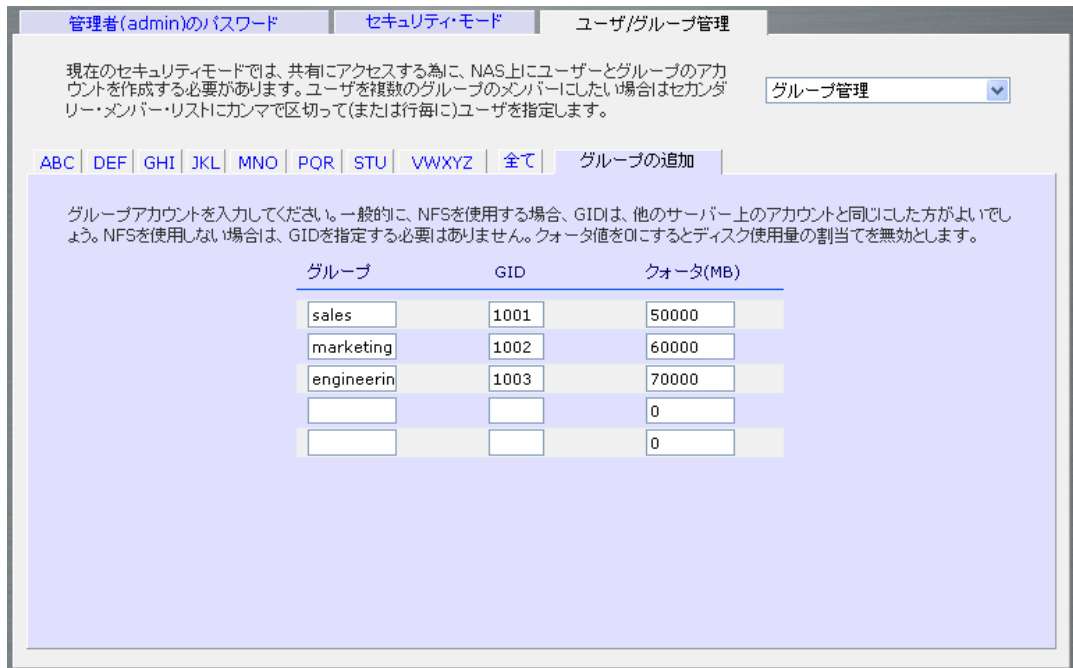 管理者(admin)のパスワード
セキュリティ・モード
ユーザ/グループ管理
現在のセキュリティモードでは、共有にアクセスする為に、NAS上にユーザーとグループのアカ
ウントを作成する必要があります。ユーザを複数のグループのメンバーにしたい場合はセカンダ
リー・メンバー・リストにカンマで区切って(または行毎に)ユーザを指定します。
グループ管理
ABC DEF GHI JKL MNO PQR STU VWXYZ 全て グループの追加
グループアカウントを入力してください。一般的に、NFSを使用する場合、GIDは、他のサーバー上のアカウントと同じにした方がよいでし
ょう。NFSを使用しない場合は、GIDを指定する必要はありません。クォータ値を0にするとディスク使用量の割当てを無効とします。
グループ GID クォータ(MB)
sales 1001 50000
marketing 1002 60000
engineerin 1003 70000
0
0